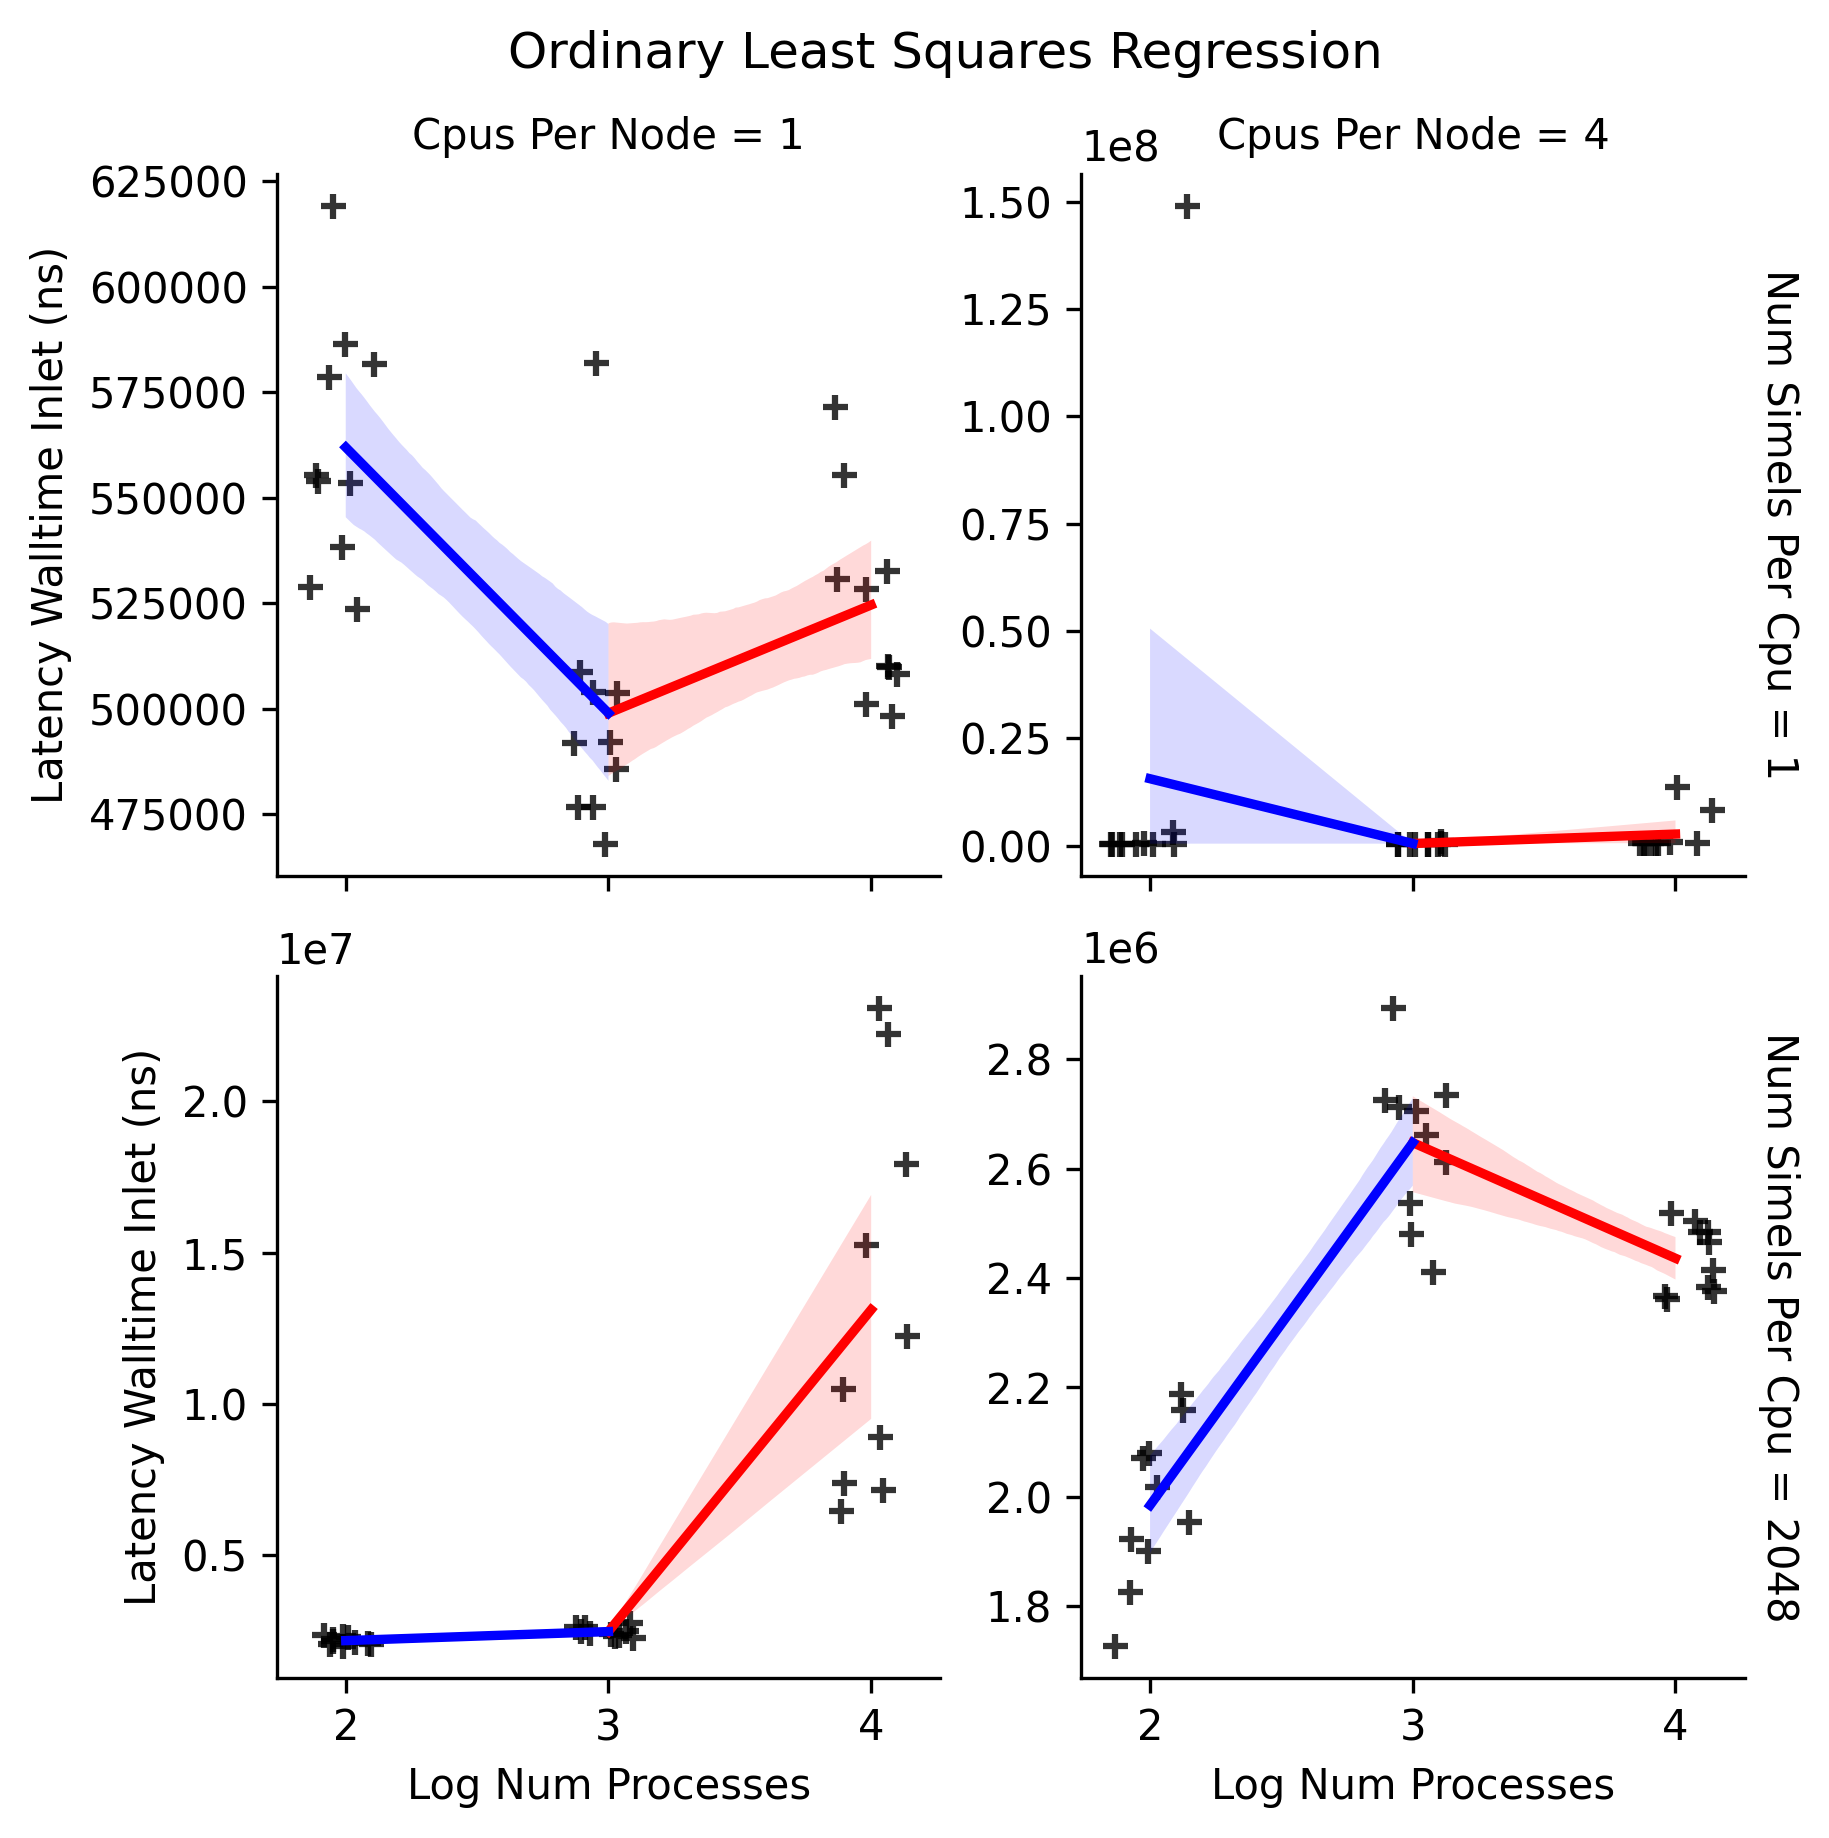 Ordinary Least Squares Regression
Cpus Per Node = 1
Cpus Per Node = 4
Latency Walltime Inlet (ns)
625000
600000
575000
550000
525000
500000
475000
1e8
1.50
1.25
1.00
0.75
0.50
0.25
0.00
Num Simels Per Cpu = 1
Latency Walltime Inlet (ns)
1e7
2.0
1.5
1.0
0.5
2
3
4
Log Num Processes
1e6
2.8
2.6
2.4
2.2
2.0
1.8
2
3
4
Log Num Processes
Num Simels Per Cpu = 2048